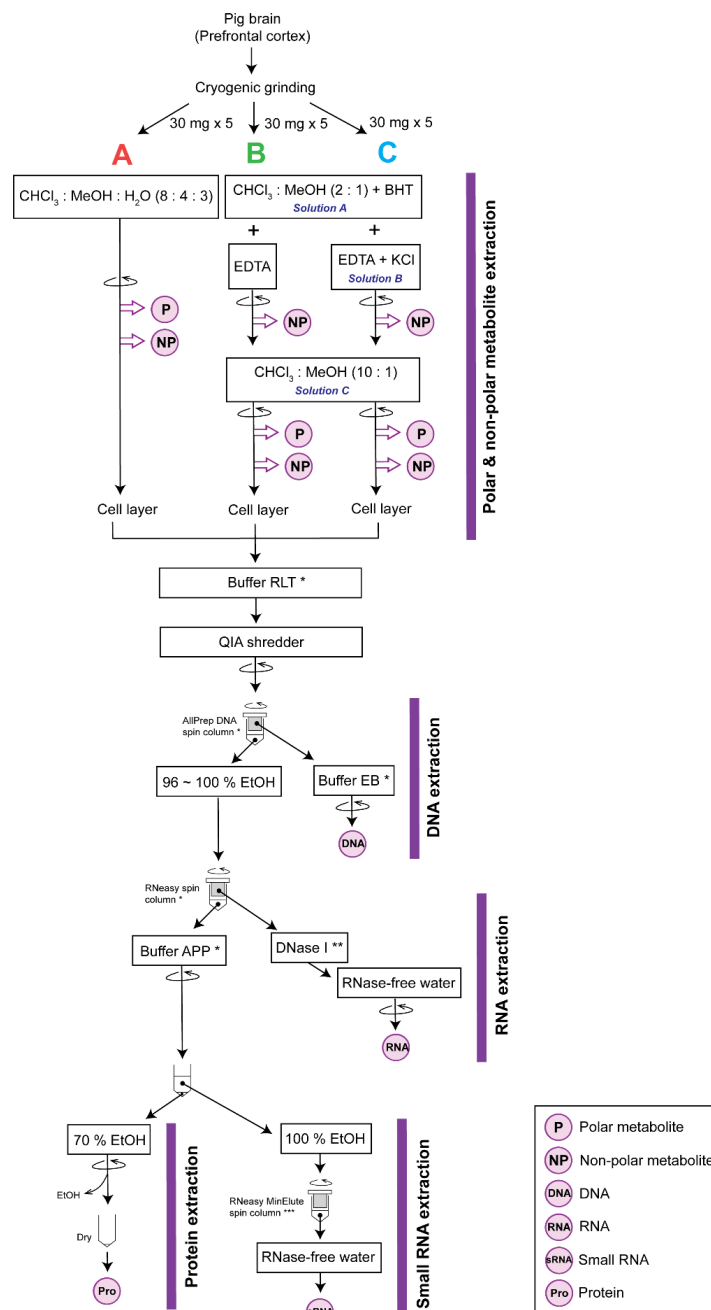 Pig brain
(Prefrontal cortex)
Cryogenic grinding
30 mg x 5
30 mg x 5
30 mg x 5
A
B
C
CHCl₃ : MeOH : H₂O (8 : 4 : 3)
CHCl₃ : MeOH (2 : 1) + BHT
Solution A
+
+
EDTA
EDTA + KCl
Solution B
P
NP
NP
NP
CHCl₃ : MeOH (10 : 1)
Solution C
P
P
NP
NP
Cell layer
Cell layer
Cell layer
Polar & non-polar metabolite extraction
Buffer RLT *
QIA shredder
AllPrep DNA
spin column *
96 ~ 100 % EtOH
Buffer EB *
DNA
DNA extraction
RNeasy spin
column *
Buffer APP *
DNase I **
RNase-free water
RNA
RNA extraction
70 % EtOH
EtOH
Dry
Pro
Protein extraction
100 % EtOH
RNeasy MinElute
spin column ***
RNase-free water
sRNA
Small RNA extraction
P Polar metabolite
NP Non-polar metabolite
DNA DNA
RNA RNA
sRNA Small RNA
Pro Protein